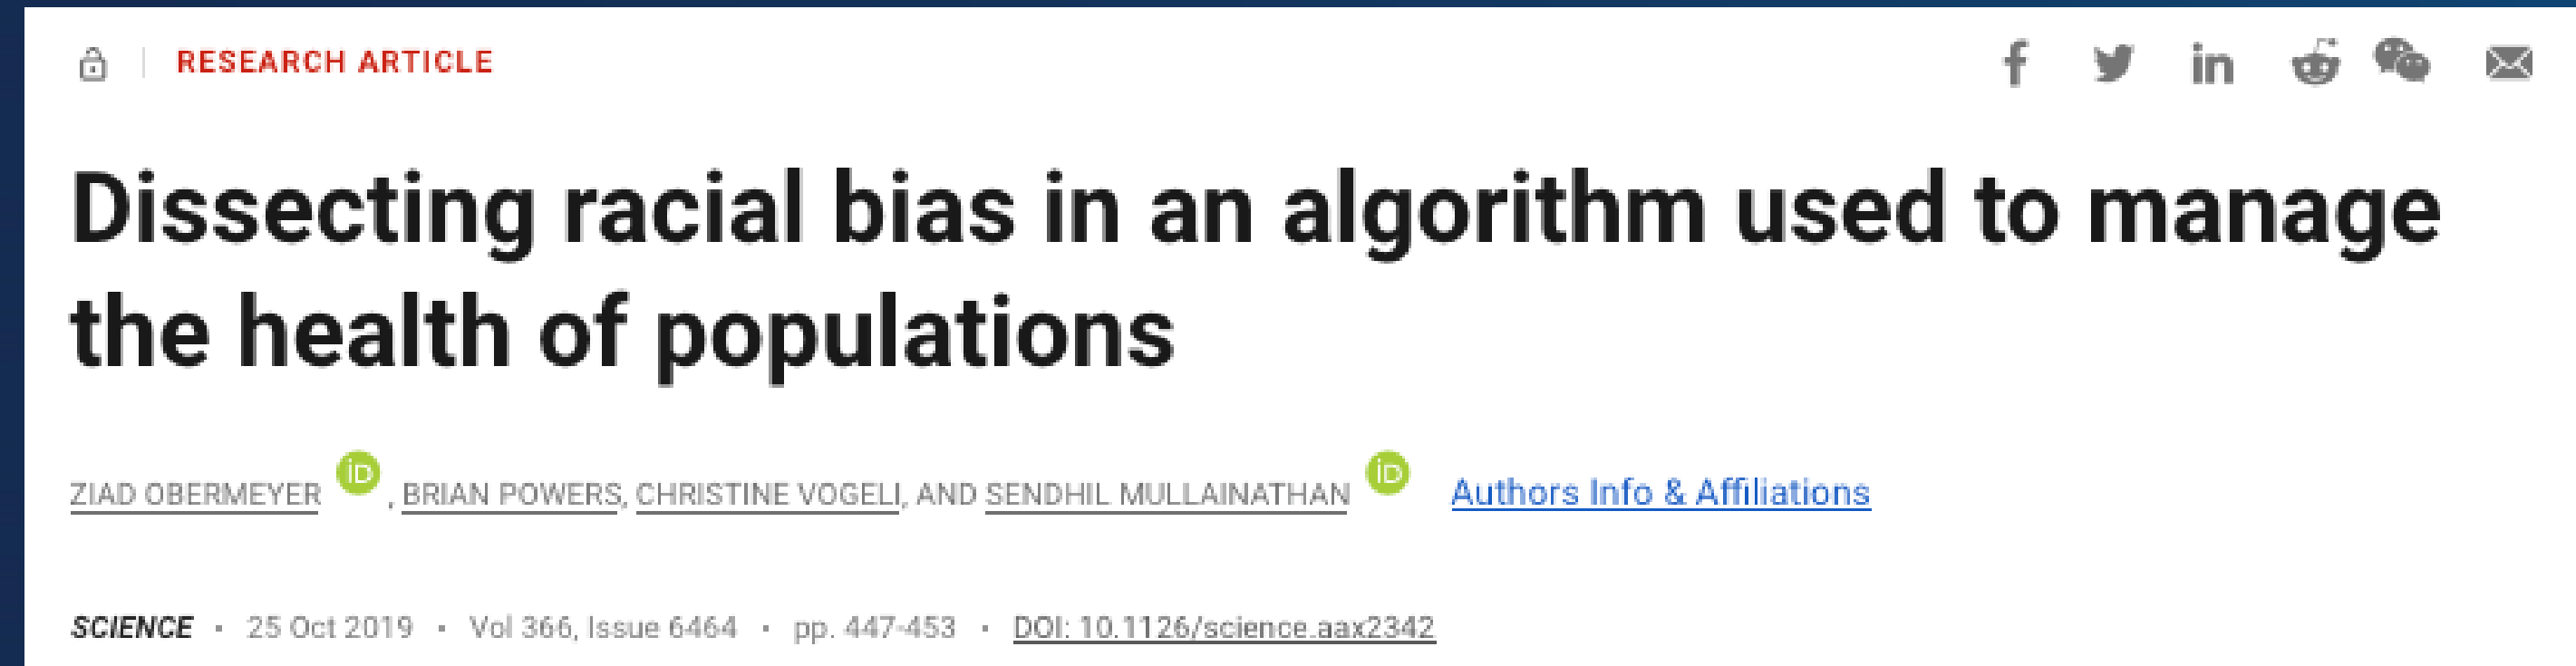 RESEARCH ARTICLE
Dissecting racial bias in an algorithm used to manage
the health of populations
ZIAD OBERMEYER iD, BRIAN POWERS, CHRISTINE VOGELI, AND SENDHIL MULLAINATHAN iD Authors Info & Affiliations
SCIENCE · 25 Oct 2019 · Vol 366, Issue 6464 · pp. 447-453 · DOI: 10.1126/science.aax2342